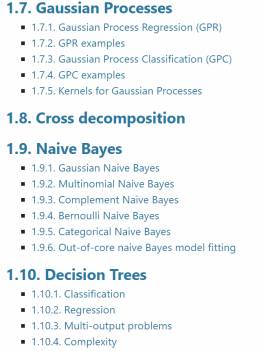 1.7. Gaussian Processes
1.7.1. Gaussian Process Regression (GPR)
1.7.2. GPR examples
1.7.3. Gaussian Process Classification (GPC)
1.7.4. GPC examples
1.7.5. Kernels for Gaussian Processes
1.8. Cross decomposition
1.9. Naive Bayes
1.9.1. Gaussian Naive Bayes
1.9.2. Multinomial Naive Bayes
1.9.3. Complement Naive Bayes
1.9.4. Bernoulli Naive Bayes
1.9.5. Categorical Naive Bayes
1.9.6. Out-of-core naive Bayes model fitting
1.10. Decision Trees
1.10.1. Classification
1.10.2. Regression
1.10.3. Multi-output problems
1.10.4. Complexity